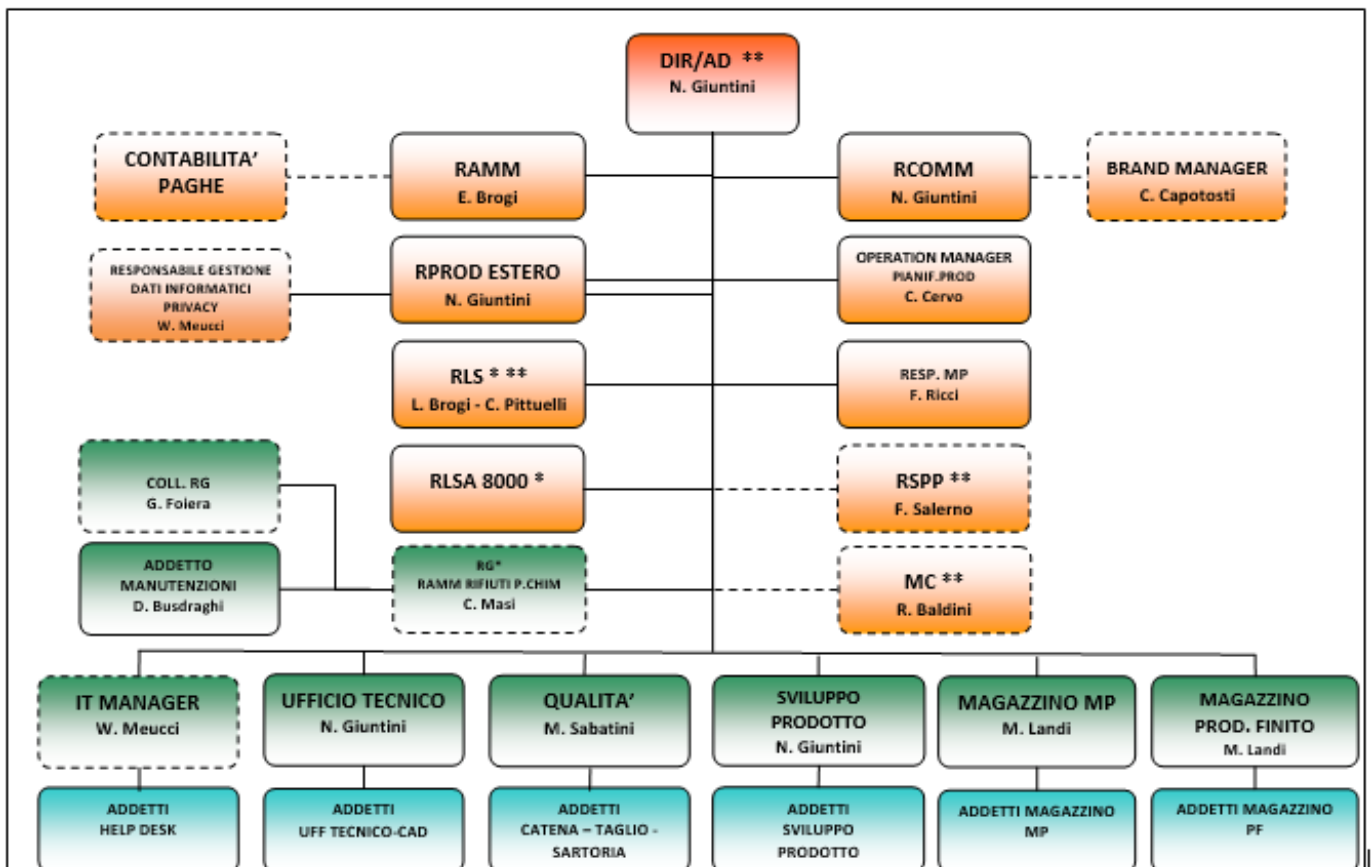 DIR/AD **
N. Giuntini
CONTABILITA'
PAGHE
RAMM
E. Brogi
RCOMM
N. Giuntini
BRAND MANAGER
C. Capotosti
RESPONSABILE GESTIONE
DATI INFORMATICI
PRIVACY
W. Meucci
RPROD ESTERO
N. Giuntini
OPERATION MANAGER
PIANIF.PROD
C. Cervo
RLS * **
L. Brogi - C. Pittuelli
RESP. MP
F. Ricci
COLL. RG
G. Foiera
RLSA 8000 *
RSPP **
F. Salerno
ADDETTO
MANUTENZIONI
D. Busdraghi
RG*
RAMM RIFIUTI P.CHIM
C. Masi
MC **
R. Baldini
IT MANAGER
W. Meucci
UFFICIO TECNICO
N. Giuntini
QUALITA'
M. Sabatini
SVILUPPO
PRODOTTO
N. Giuntini
MAGAZZINO MP
M. Landi
MAGAZZINO
PROD. FINITO
M. Landi
ADDETTI
HELP DESK
ADDETTI
UFF TECNICO-CAD
ADDETTI
CATENA – TAGLIO -
SARTORIA
ADDETTI
SVILUPPO
PRODOTTO
ADDETTI MAGAZZINO
MP
ADDETTI MAGAZZINO
PF